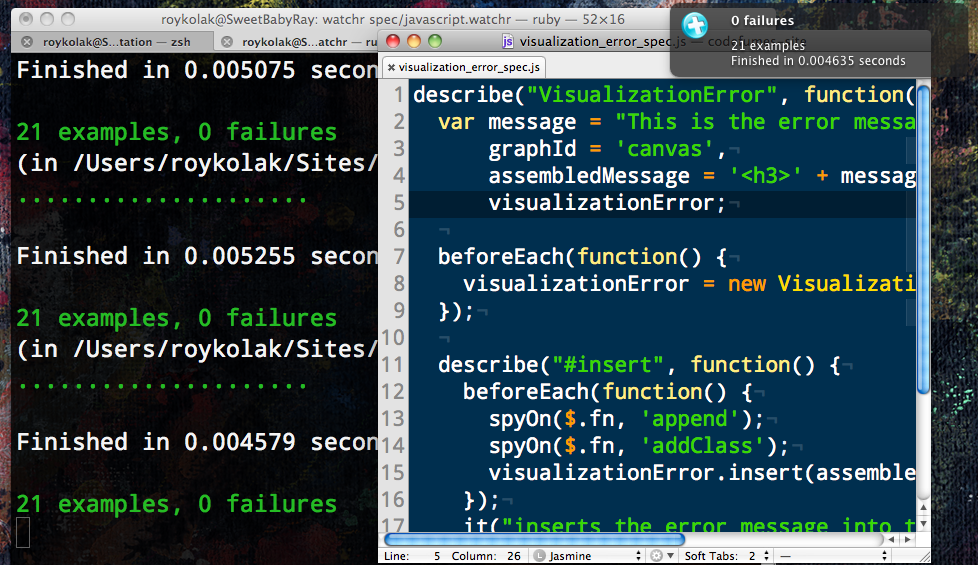 roykolak@SweetBabyRay: watchr spec/javascript.watchr — ruby — 52×16
roykolak@S...tation — zsh
roykolak@S...atchr — ru
Finished in 0.005075 secon
21 examples, 0 failures
(in /Users/roykolak/Sites/
......................
Finished in 0.005255 secon
21 examples, 0 failures
(in /Users/roykolak/Sites/
......................
Finished in 0.004579 secon
21 examples, 0 failures
visualization_error_spec.js —
visualization_error_spec.js
1 describe("VisualizationError", function(
2 var message = "This is the error messa
3 graphId = 'canvas',¬
4 assembledMessage = '<h3>' + messag
5 visualizationError;¬
6 ¬
7 beforeEach(function() {¬
8 visualizationError = new Visualizati
9 });¬
10 ¬
11 describe("#insert", function() {¬
12 beforeEach(function() {¬
13 spyOn($.fn, 'append');¬
14 spyOn($.fn, 'addClass');¬
15 visualizationError.insert(assemble
16 });¬
17 it("inserts the error message into t
Line: 5 Column: 26 L Jasmine Soft Tabs: 2 —
0 failures
21 examples
Finished in 0.004635 seconds